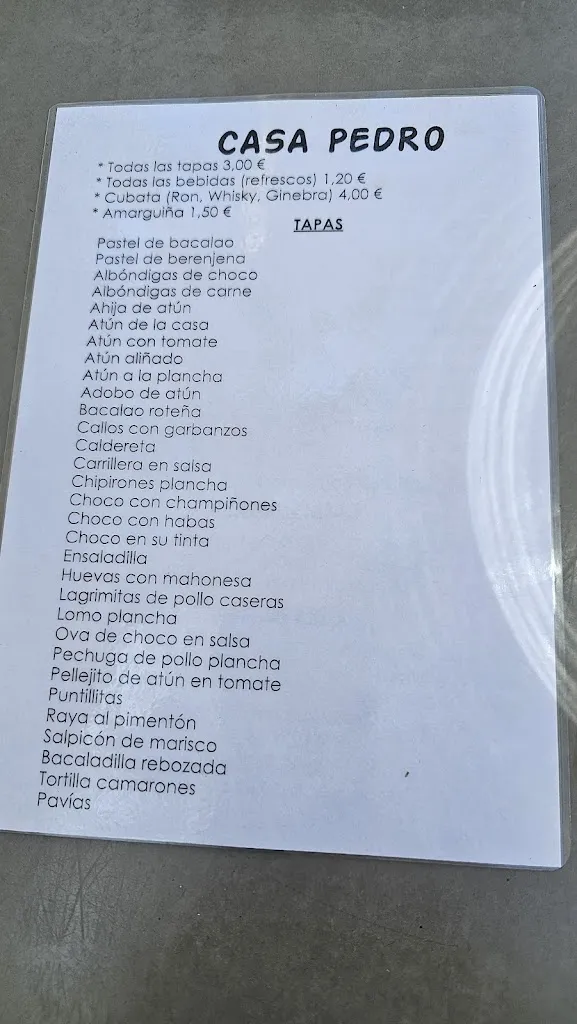 CASA PEDRO
* Todas las tapas 3,00 €
* Todas las bebidas (refrescos) 1,20 €
* Cubata (Ron, Whisky, Ginebra) 4,00 €
* Amarguiña 1,50 €
TAPAS
Pastel de bacalao
Pastel de berenjena
Albóndigas de choco
Albóndigas de carne
Ahija de atún
Atún de la casa
Atún con tomate
Atún aliñado
Atún a la plancha
Adobo de atún
Bacalao roteña
Callos con garbanzos
Caldereta
Carrillera en salsa
Chipirones plancha
Choco con champiñones
Choco con habas
Choco en su tinta
Ensaladilla
Huevas con mahonesa
Lagrimitas de pollo caseras
Lomo plancha
Ova de choco en salsa
Pechuga de pollo plancha
Pellejito de atún en tomate
Puntillitas
Raya al pimentón
Salpicón de marisco
Bacaladilla rebozada
Tortilla camarones
Pavías